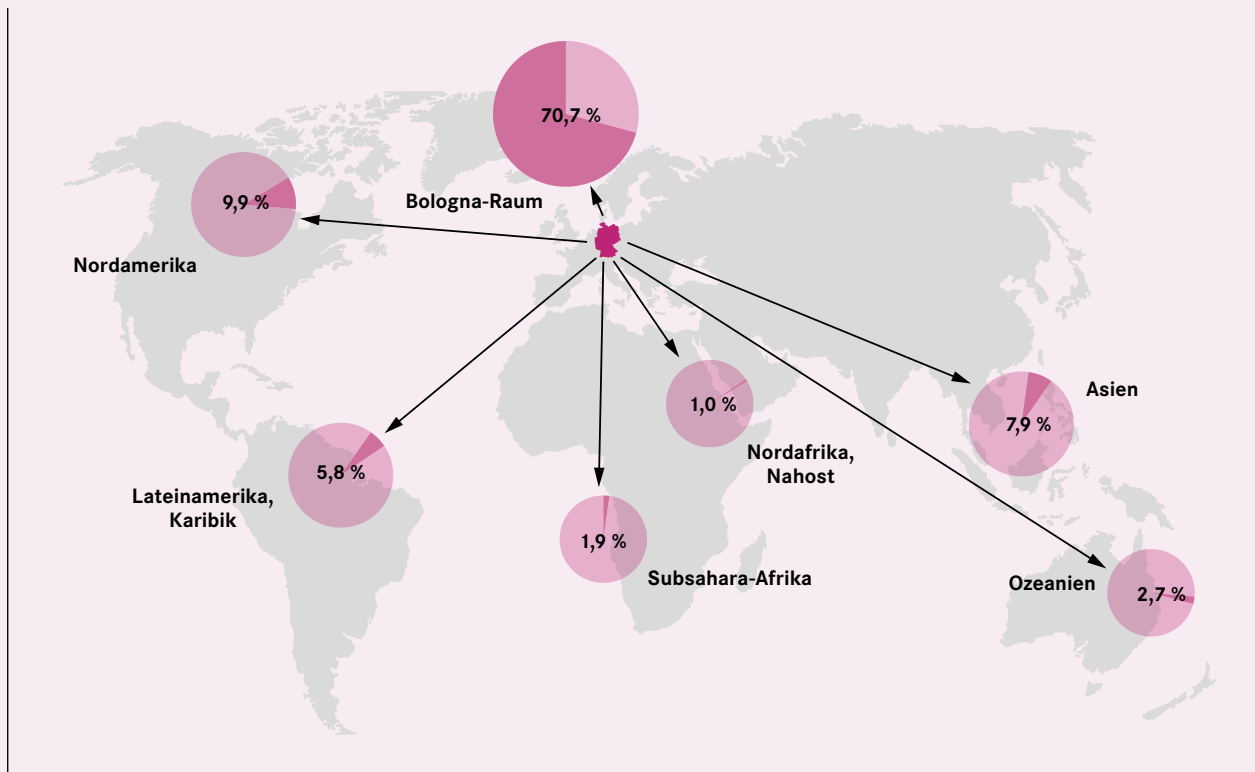 70,7 %
Bologna-Raum
9,9 %
Nordamerika
Asien
7,9 %
1,0 %
Nordafrika,
Nahost
5,8 %
Lateinamerika,
Karibik
1,9 %
Subsahara-Afrika
Ozeanien
2,7 %